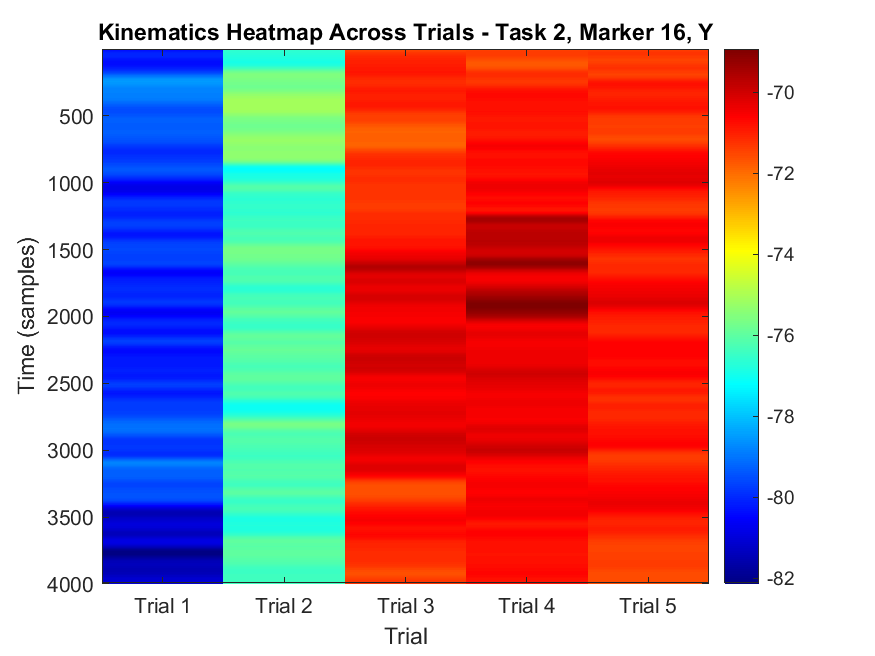 Kinematics Heatmap Across Trials - Task 2, Marker 16, Y
500
1000
1500
2000
2500
3000
3500
4000
Time (samples)
Trial 1
Trial 2
Trial 3
Trial 4
Trial 5
Trial
-70
-72
-74
-76
-78
-80
-82